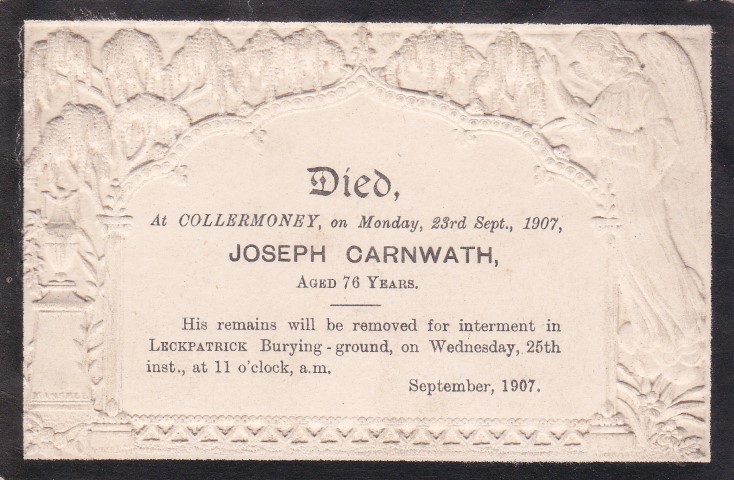 Died,
At COLLERMONEY, on Monday, 23rd Sept., 1907,
JOSEPH CARNWATH,
AGED 76 YEARS.
His remains will be removed for interment in
LECKPATRICK Burying-ground, on Wednesday, 25th
inst., at 11 o'clock, a.m.
September, 1907.